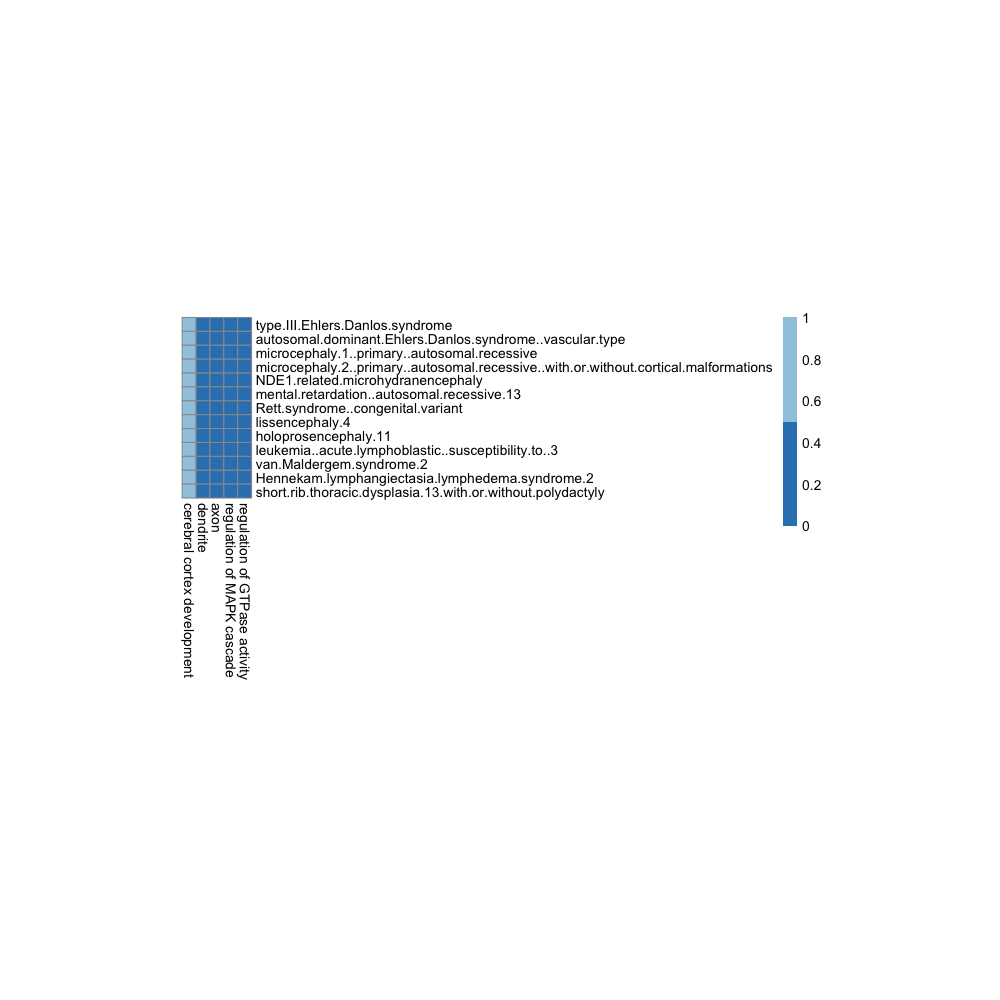 type.III.Ehlers.Danlos.syndrome
autosomal.dominant.Ehlers.Danlos.syndrome..vascular.type
microcephaly.1..primary..autosomal.recessive
microcephaly.2..primary..autosomal.recessive..with.or.without.cortical.malformations
NDE1.related.microhydranencephaly
mental.retardation..autosomal.recessive.13
Rett.syndrome..congenital.variant
lissencephaly.4
holoprosencephaly.11
leukemia..acute.lymphoblastic..susceptibility.to..3
van.Maldergem.syndrome.2
Hennekam.lymphangiectasia.lymphedema.syndrome.2
short.rib.thoracic.dysplasia.13.with.or.without.polydactyly
cerebral cortex development
dendrite
axon
regulation of MAPK cascade
regulation of GTPase activity
1
0.8
0.6
0.4
0.2
0